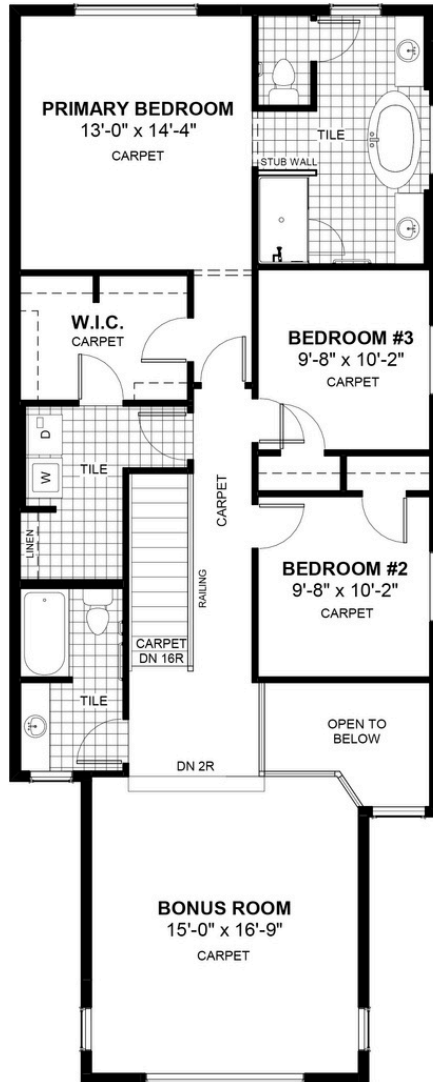 PRIMARY BEDROOM
13'-0" x 14'-4"
CARPET
TILE
STUB WALL
W.I.C.
CARPET
BEDROOM #3
9'-8" x 10'-2"
CARPET
D
W
TILE
LINEN
CARPET
RAILING
BEDROOM #2
9'-8" x 10'-2"
CARPET
CARPET
DN 16R
TILE
OPEN TO
BELOW
DN 2R
BONUS ROOM
15'-0" x 16'-9"
CARPET